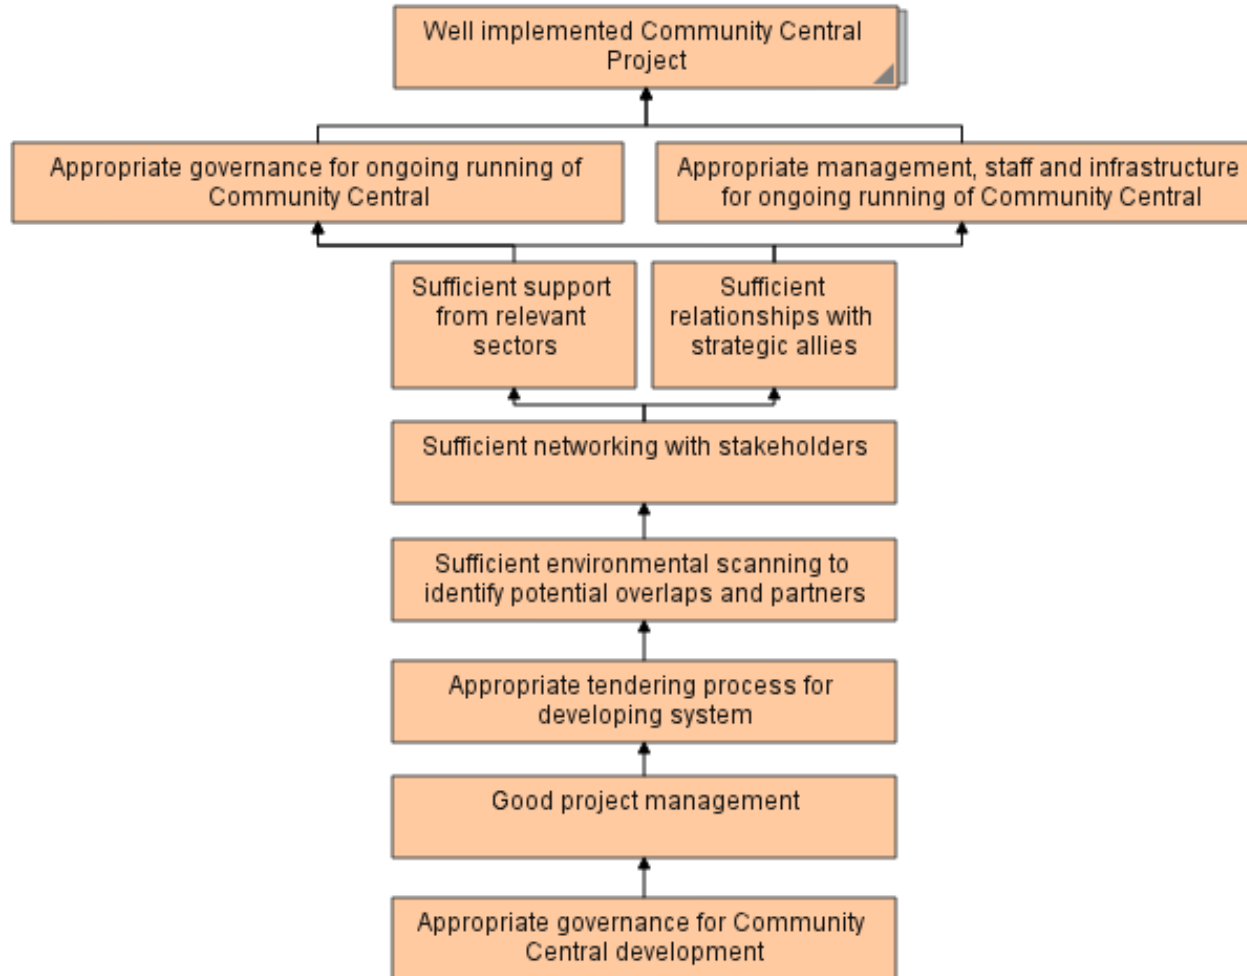 Well implemented Community Central
Project
Appropriate governance for ongoing running of
Community Central
Appropriate management, staff and infrastructure
for ongoing running of Community Central
Sufficient support
from relevant
sectors
Sufficient
relationships with
strategic allies
Sufficient networking with stakeholders
Sufficient environmental scanning to
identify potential overlaps and partners
Appropriate tendering process for
developing system
Good project management
Appropriate governance for Community
Central development